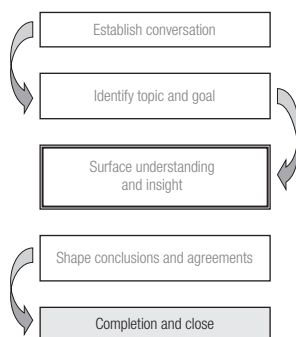 Establish conversation
Identify topic and goal
Surface understanding
and insight
Shape conclusions and agreements
Completion and close